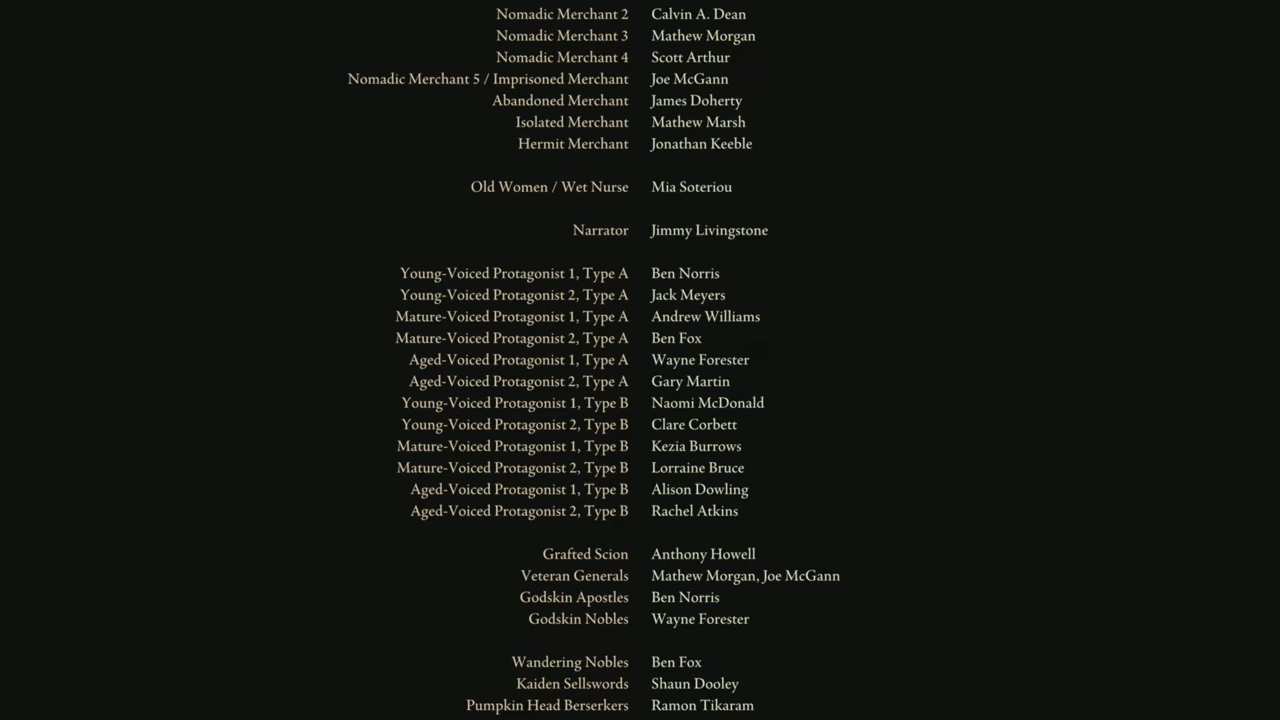 Nomadic Merchant 2 Calvin A. Dean
Nomadic Merchant 3 Mathew Morgan
Nomadic Merchant 4 Scott Arthur
Nomadic Merchant 5 / Imprisoned Merchant Joe McGann
Abandoned Merchant James Doherty
Isolated Merchant Mathew Marsh
Hermit Merchant Jonathan Keeble
Old Women / Wet Nurse Mia Soteriou
Narrator Jimmy Livingstone
Young-Voiced Protagonist 1, Type A Ben Norris
Young-Voiced Protagonist 2, Type A Jack Meyers
Mature-Voiced Protagonist 1, Type A Andrew Williams
Mature-Voiced Protagonist 2, Type A Ben Fox
Aged-Voiced Protagonist 1, Type A Wayne Forester
Aged-Voiced Protagonist 2, Type A Gary Martin
Young-Voiced Protagonist 1, Type B Naomi McDonald
Young-Voiced Protagonist 2, Type B Clare Corbett
Mature-Voiced Protagonist 1, Type B Kezia Burrows
Mature-Voiced Protagonist 2, Type B Lorraine Bruce
Aged-Voiced Protagonist 1, Type B Alison Dowling
Aged-Voiced Protagonist 2, Type B Rachel Atkins
Grafted Scion Anthony Howell
Veteran Generals Mathew Morgan, Joe McGann
Godskin Apostles Ben Norris
Godskin Nobles Wayne Forester
Wandering Nobles Ben Fox
Kaiden Sellswords Shaun Dooley
Pumpkin Head Berserkers Ramon Tikaram